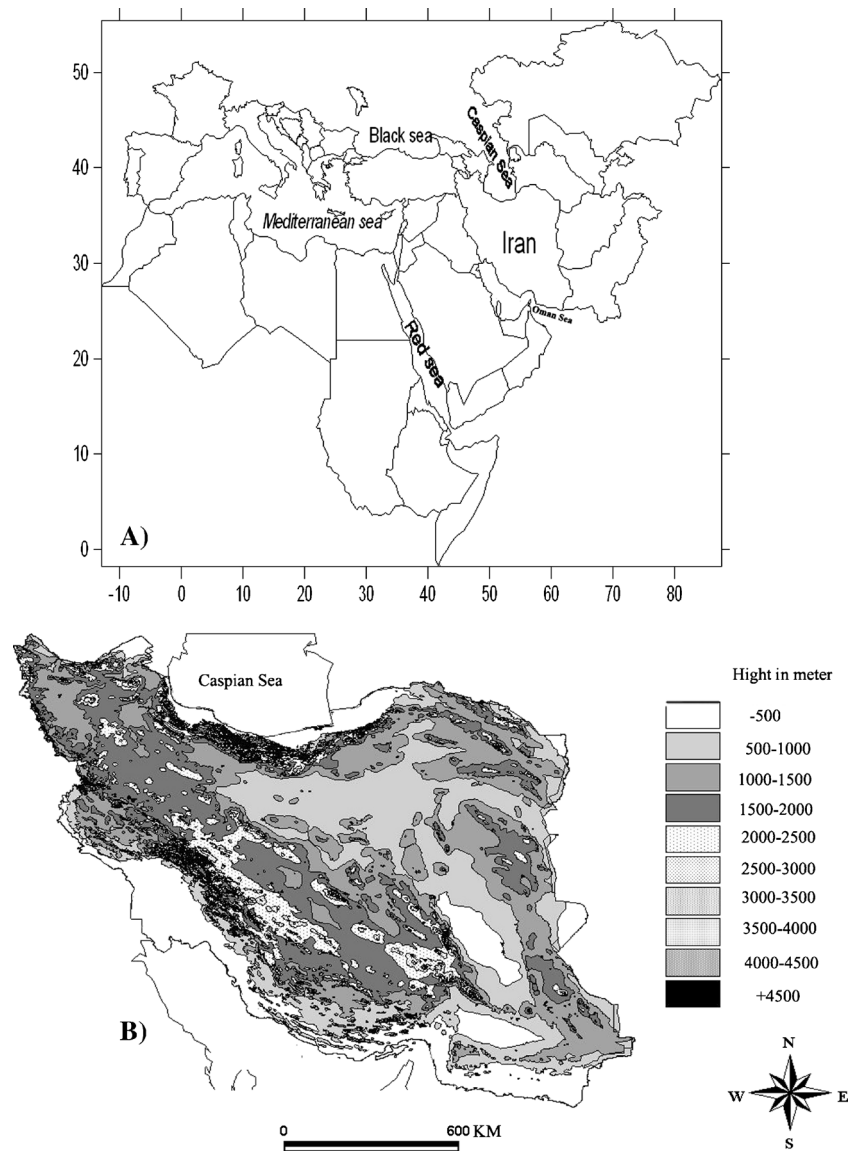 50
40
30
20
10
0
-10 0 10 20 30 40 50 60 70 80
Black sea
Caspian Sea
Mediterranean sea
Iran
Oman Sea
Red sea
A)
Caspian Sea
B)
Hight in meter
-500
500-1000
1000-1500
1500-2000
2000-2500
2500-3000
3000-3500
3500-4000
4000-4500
+4500
N
W E
S
0 600 KM